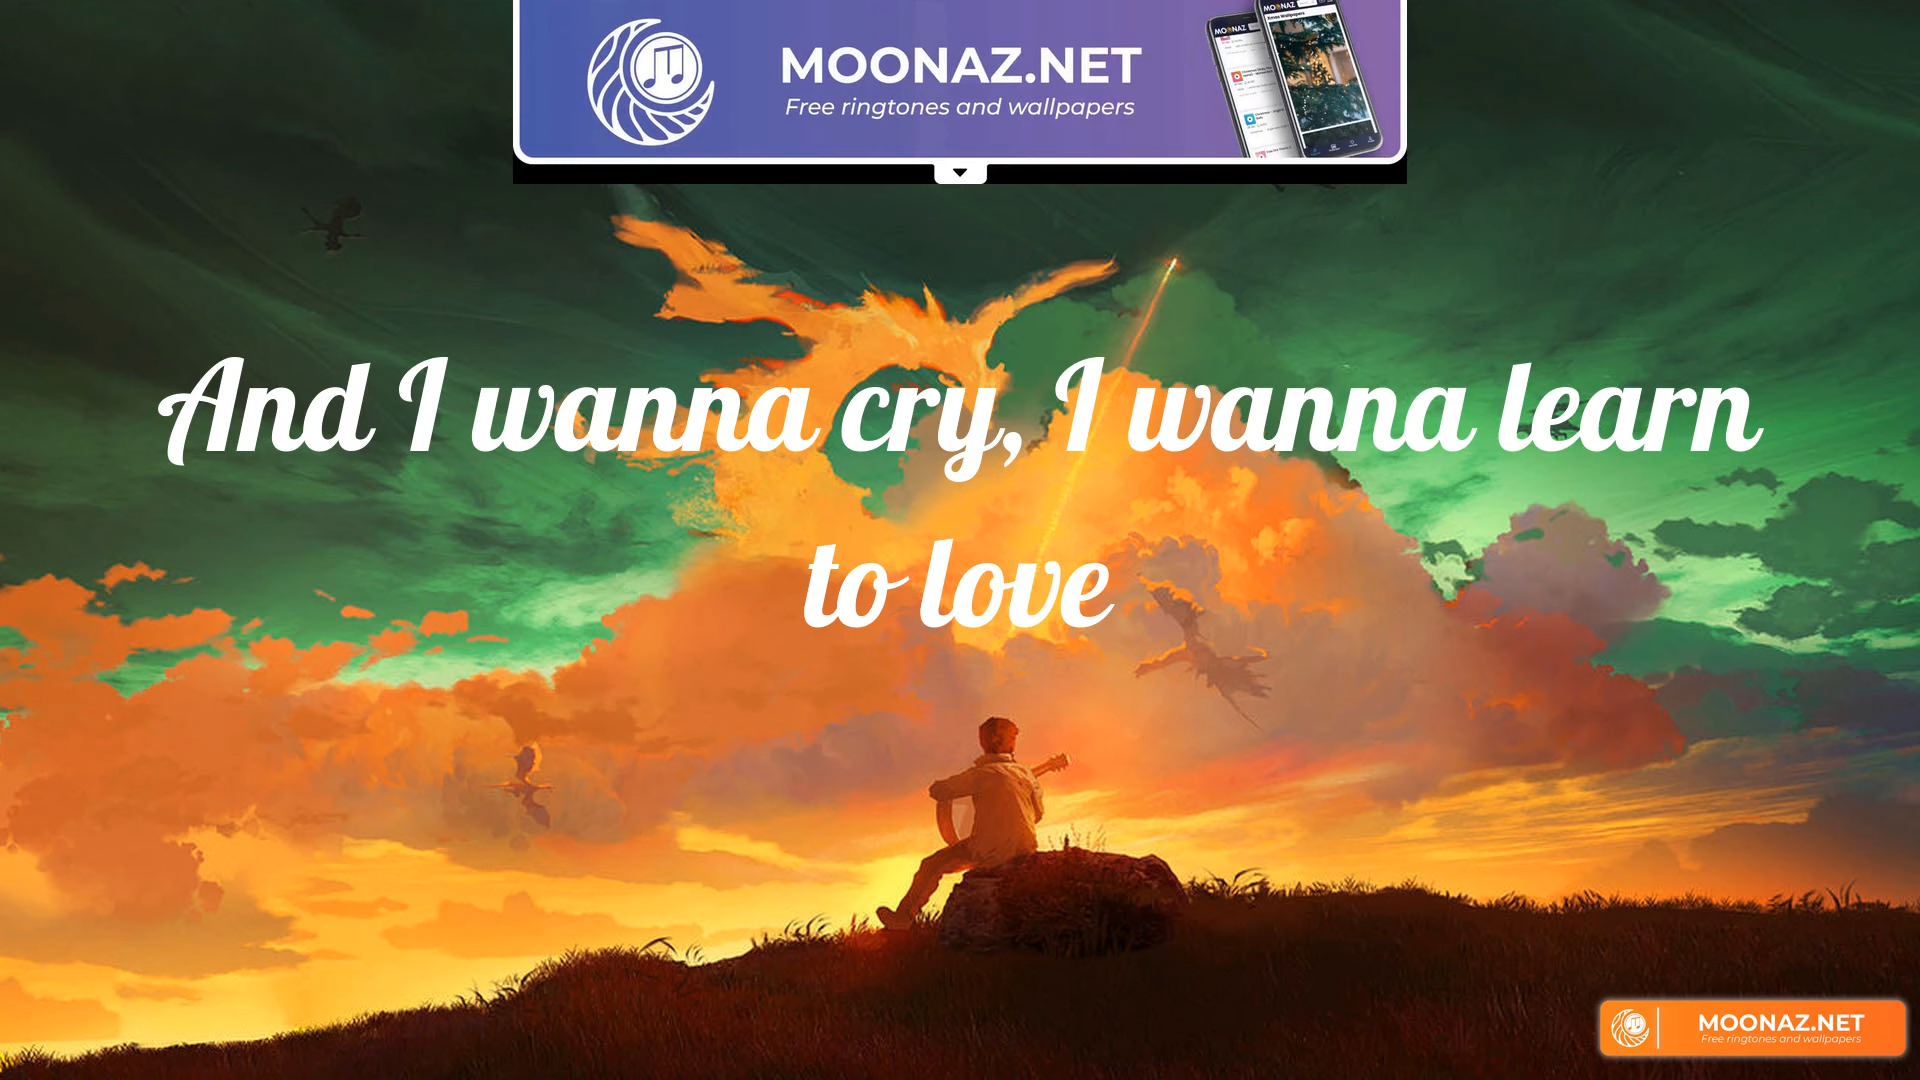 MOONAZ.NET
Free ringtones and wallpapers
And I wanna cry, I wanna learn
to love
MOONAZ.NET
Free ringtones and wallpapers